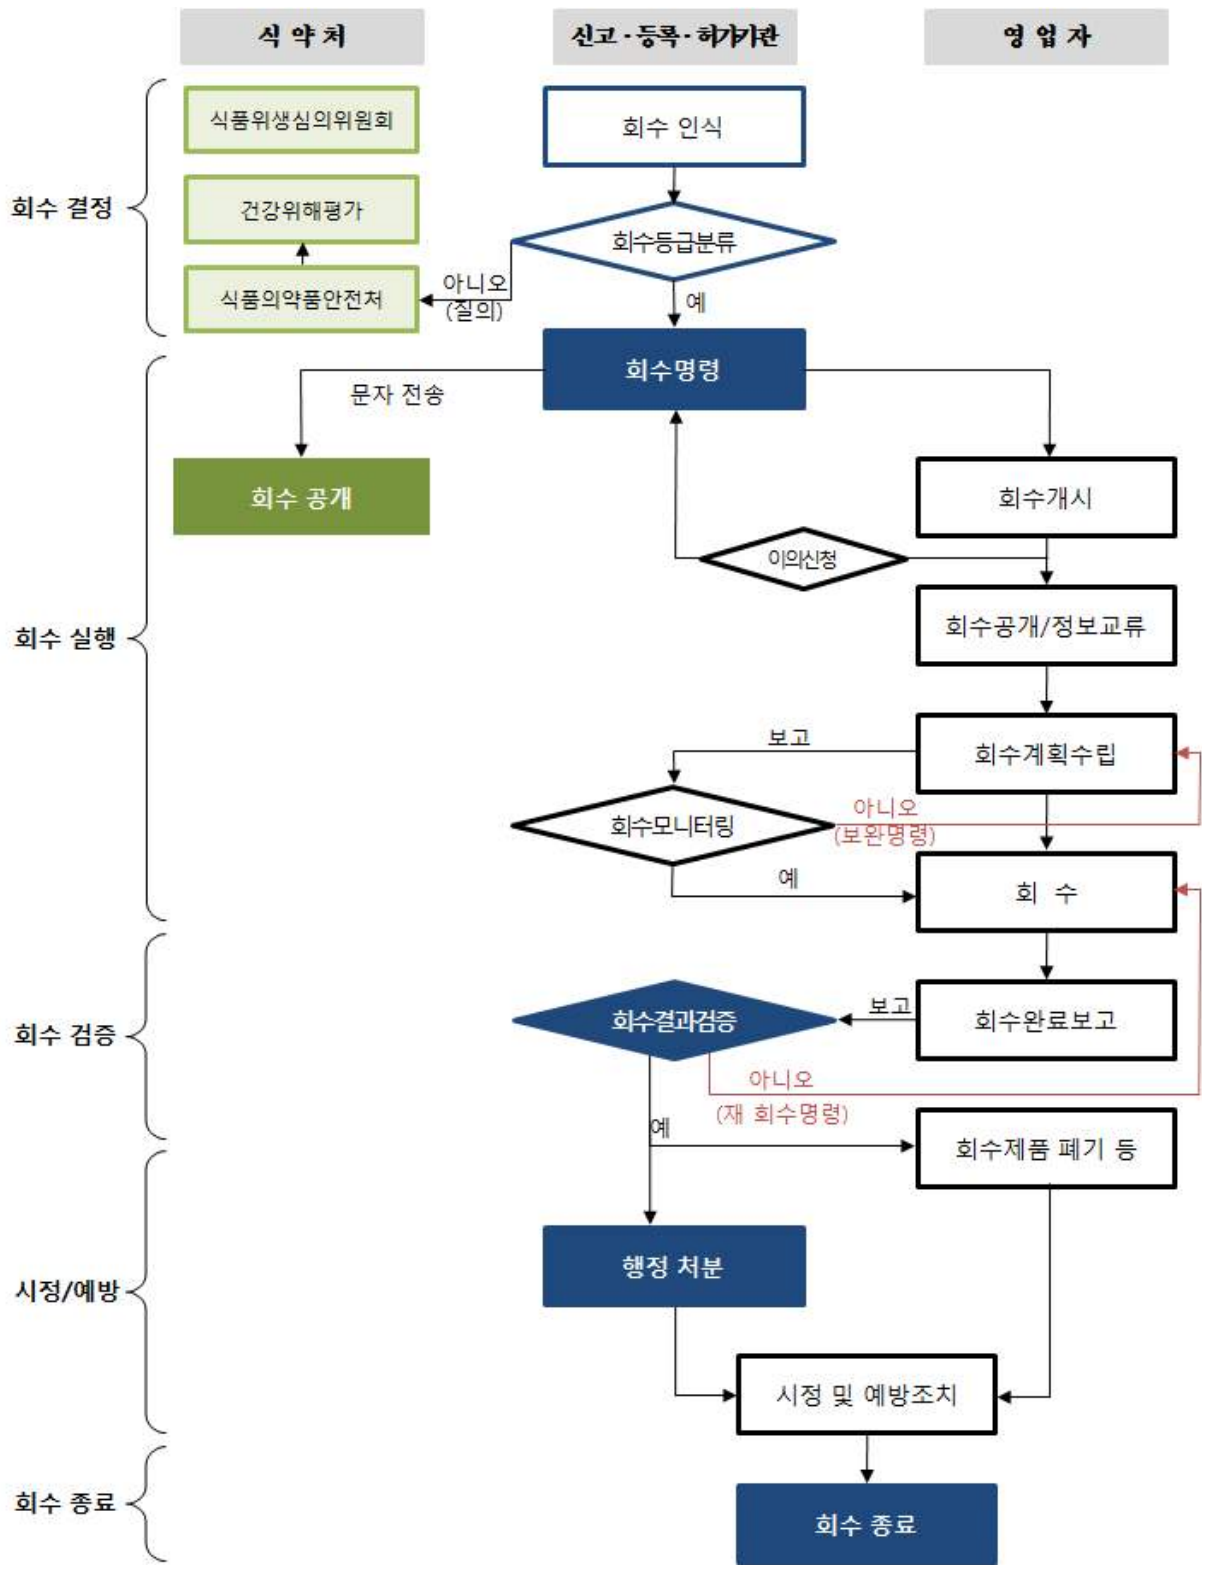 식 약 처
신고 · 등록 · 허가기관
영 업 자
회수 결정
식품위생심의위원회
회수 인식
건강위해평가
회수등급분류
식품의약품안전처
아니오
(질의)
예
회수 실행
회수명령
문자 전송
회수 공개
회수개시
이의신청
회수공개/정보교류
보고
회수계획수립
회수모니터링
아니오
(보완명령)
예
회 수
회수 검증
회수결과검증
보고
회수완료보고
아니오
(재 회수명령)
예
회수제품 폐기 등
시정/예방
행정 처분
시정 및 예방조치
회수 종료
회수 종료